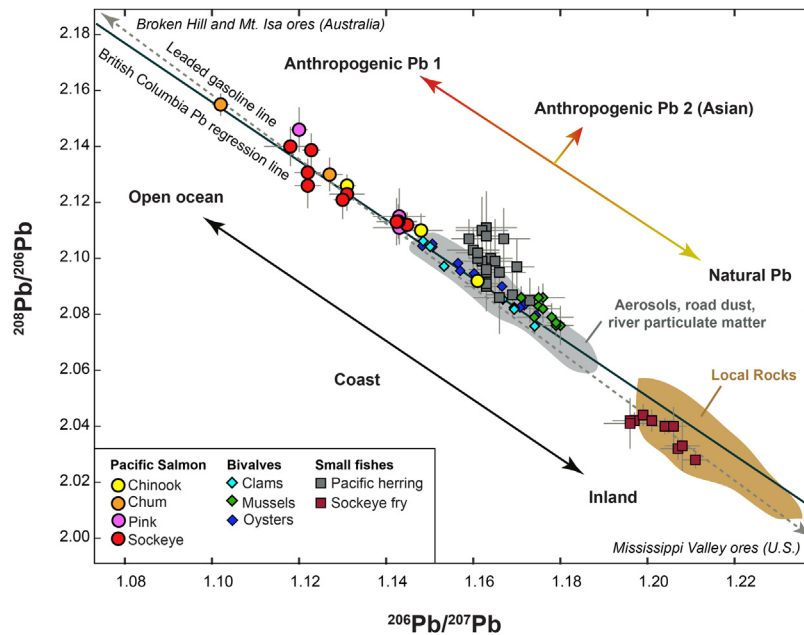 Broken Hill and Mt. Isa ores (Australia)
Leaded gasoline line
British Columbia Pb regression line
Anthropogenic Pb 1
Anthropogenic Pb 2 (Asian)
Natural Pb
Open ocean
Coast
Inland
Aerosols, road dust,
river particulate matter
Local Rocks
Mississippi Valley ores (U.S.)
2.18
2.16
2.14
2.12
2.10
2.08
2.06
2.04
2.02
2.00
²⁰⁸Pb/²⁰⁶Pb
Pacific Salmon
Chinook
Chum
Pink
Sockeye
Bivalves
Clams
Mussels
Oysters
Small fishes
Pacific herring
Sockeye fry
1.08 1.10 1.12 1.14 1.16 1.18 1.20 1.22
²⁰⁶Pb/²⁰⁷Pb